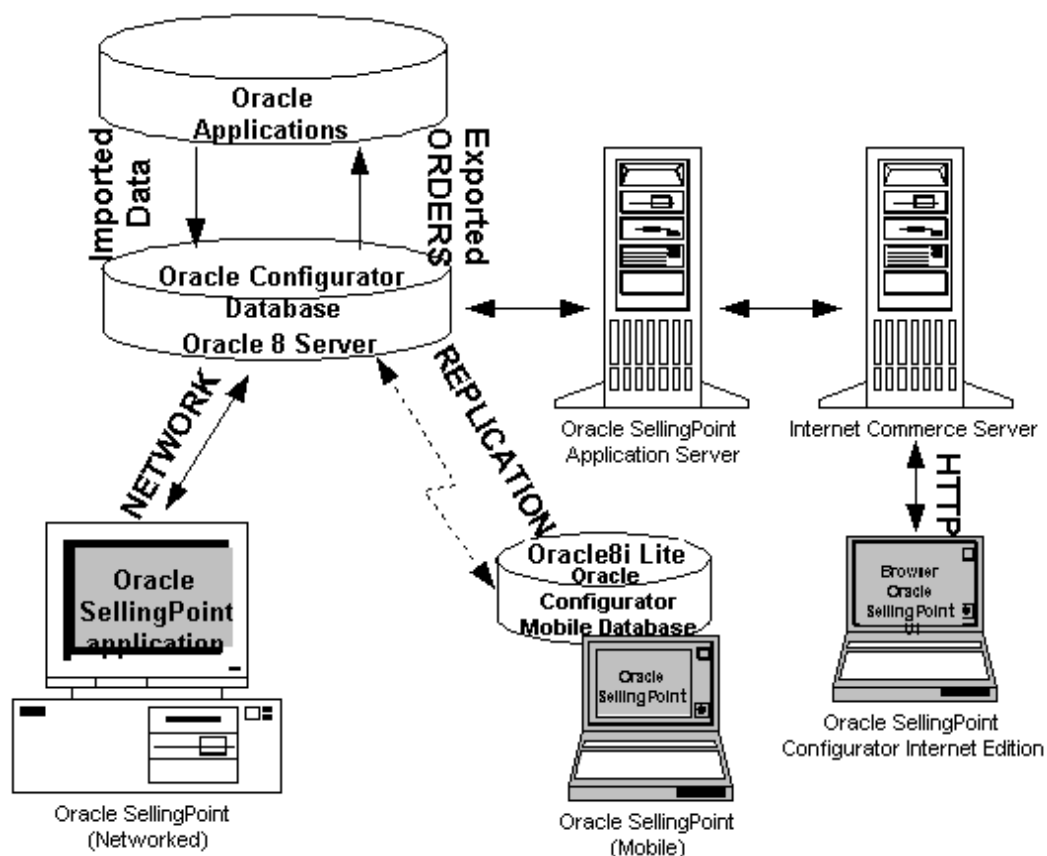 Oracle
Applications
Imported
Data
Exported
ORDERS
Oracle Configurator
Database
Oracle 8 Server
NETWORK
REPLICATION
Oracle SellingPoint
Application Server
Internet Commerce Server
HTTP
Oracle
SellingPoint
application
Oracle SellingPoint
(Networked)
Oracle8i Lite
Oracle
Configurator
Mobile Database
Oracle
SellingPoint
Oracle SellingPoint
(Mobile)
Browser
Oracle
SellingPoint
UI
Oracle SellingPoint
Configurator Internet Edition